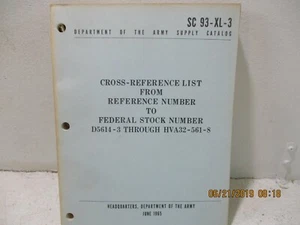 SC 93-XL-3
DEPARTMENT OF THE ARMY SUPPLY CATALOG
CROSS-REFERENCE LIST
FROM
REFERENCE NUMBER
TO
FEDERAL STOCK NUMBER
D5614-3 THROUGH HVA32-561-8
HEADQUARTERS, DEPARTMENT OF THE ARMY
JUNE 1965
06/21/2019 08:18